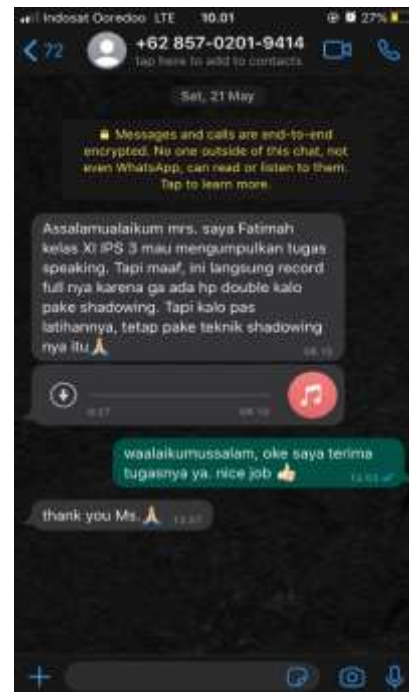 Indosat Ooredoo LTE 10.01 27%
72 +62 857-0201-9414
tap here to add to contacts
Sat, 21 May
Messages and calls are end-to-end
encrypted. No one outside of this chat, not
even WhatsApp, can read or listen to them.
Tap to learn more.
Assalamualaikum mrs. saya Fatimah
kelas XI IPS 3 mau mengumpulkan tugas
speaking. Tapi maaf, ini langsung record
full nya karena ga ada hp double kalo
pake shadowing. Tapi kalo pas
latihannya, tetap pake teknik shadowing
nya itu🙏
waalaikumussalam, oke saya terima
tugasnya ya. nice job 👍
thank you Ms.🙏